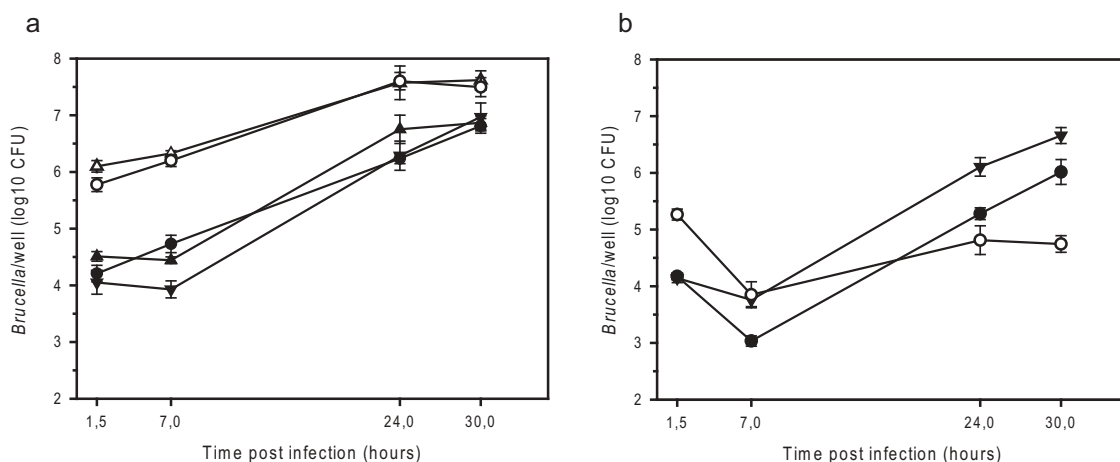 a
b
8
7
6
5
4
3
2
Brucella/well (log10 CFU)
1,5 7,0 24,0 30,0
Time post infection (hours)
8
7
6
5
4
3
2
Brucella/well (log10 CFU)
1,5 7,0 24,0 30,0
Time post infection (hours)